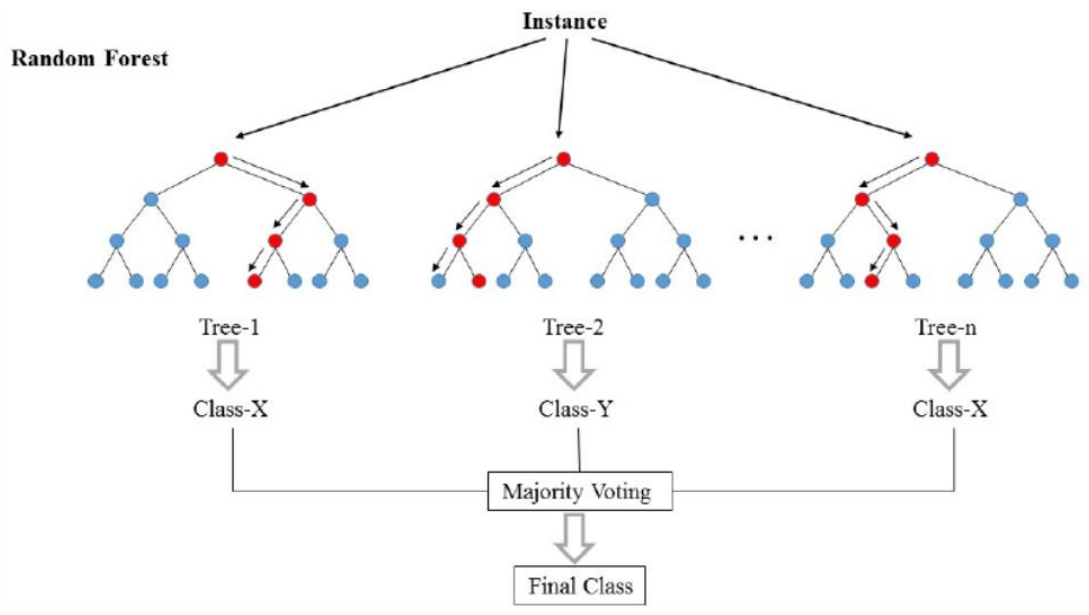 Instance
Random Forest
...
Tree-1 Tree-2 Tree-n
Class-X Class-Y Class-X
Majority Voting
Final Class